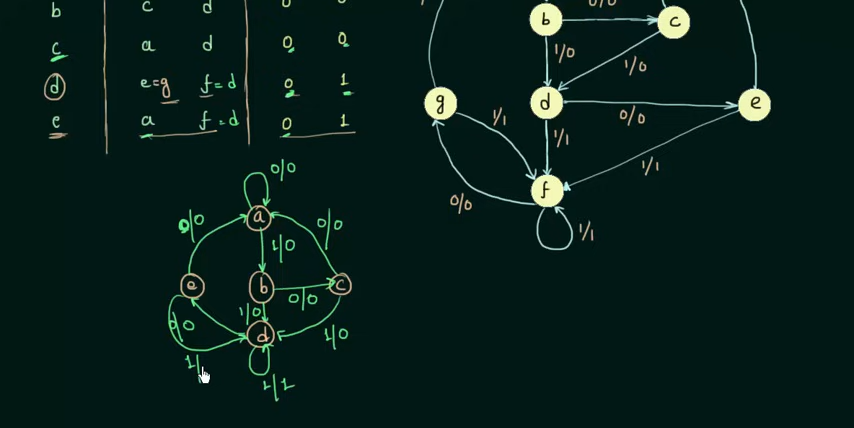 b c d 0 0
c a d 0 0
d e=g f=d 0 1
e a f=d 0 1
0/0
b
c
1/0
1/0
g
d
e
1/1
0/0
1/1
1/1
f
0/0
1/1
0/0
a
0/0
0/0
1/0
e
b
c
0/0
1/0
0/0
d
1/0
1/
1/1